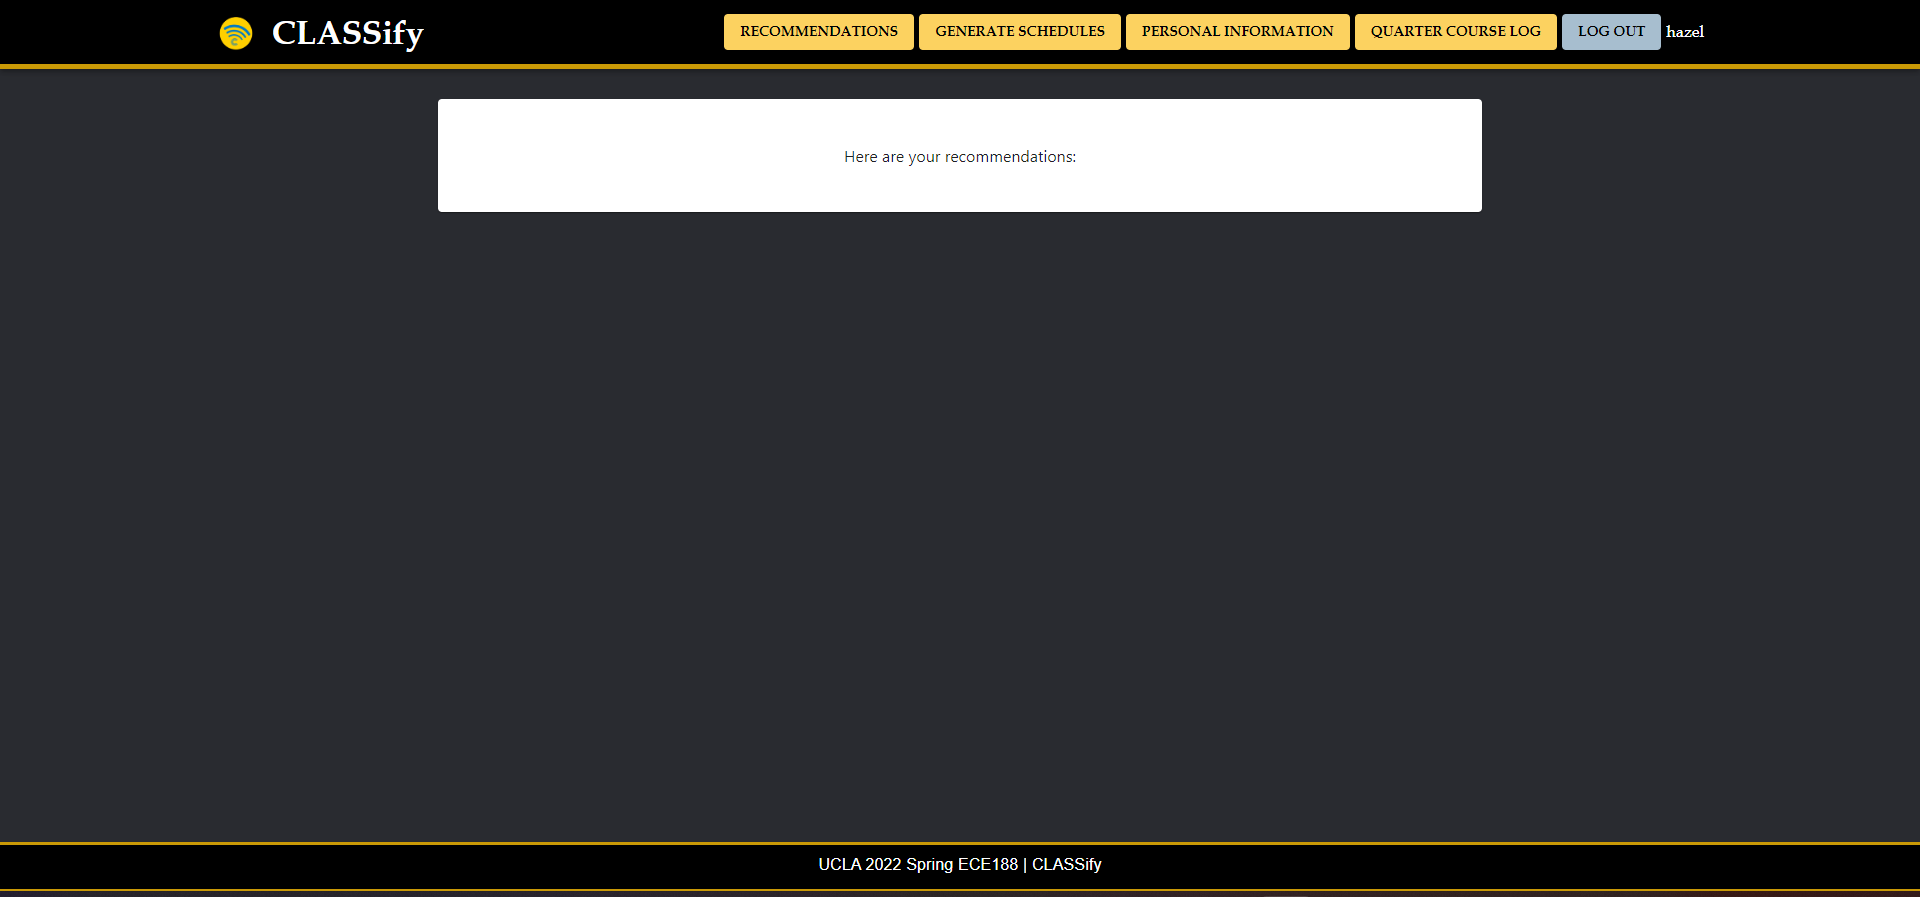 CLASSify
RECOMMENDATIONS
GENERATE SCHEDULES
PERSONAL INFORMATION
QUARTER COURSE LOG
LOG OUT
hazel
Here are your recommendations:
UCLA 2022 Spring ECE188 | CLASSify